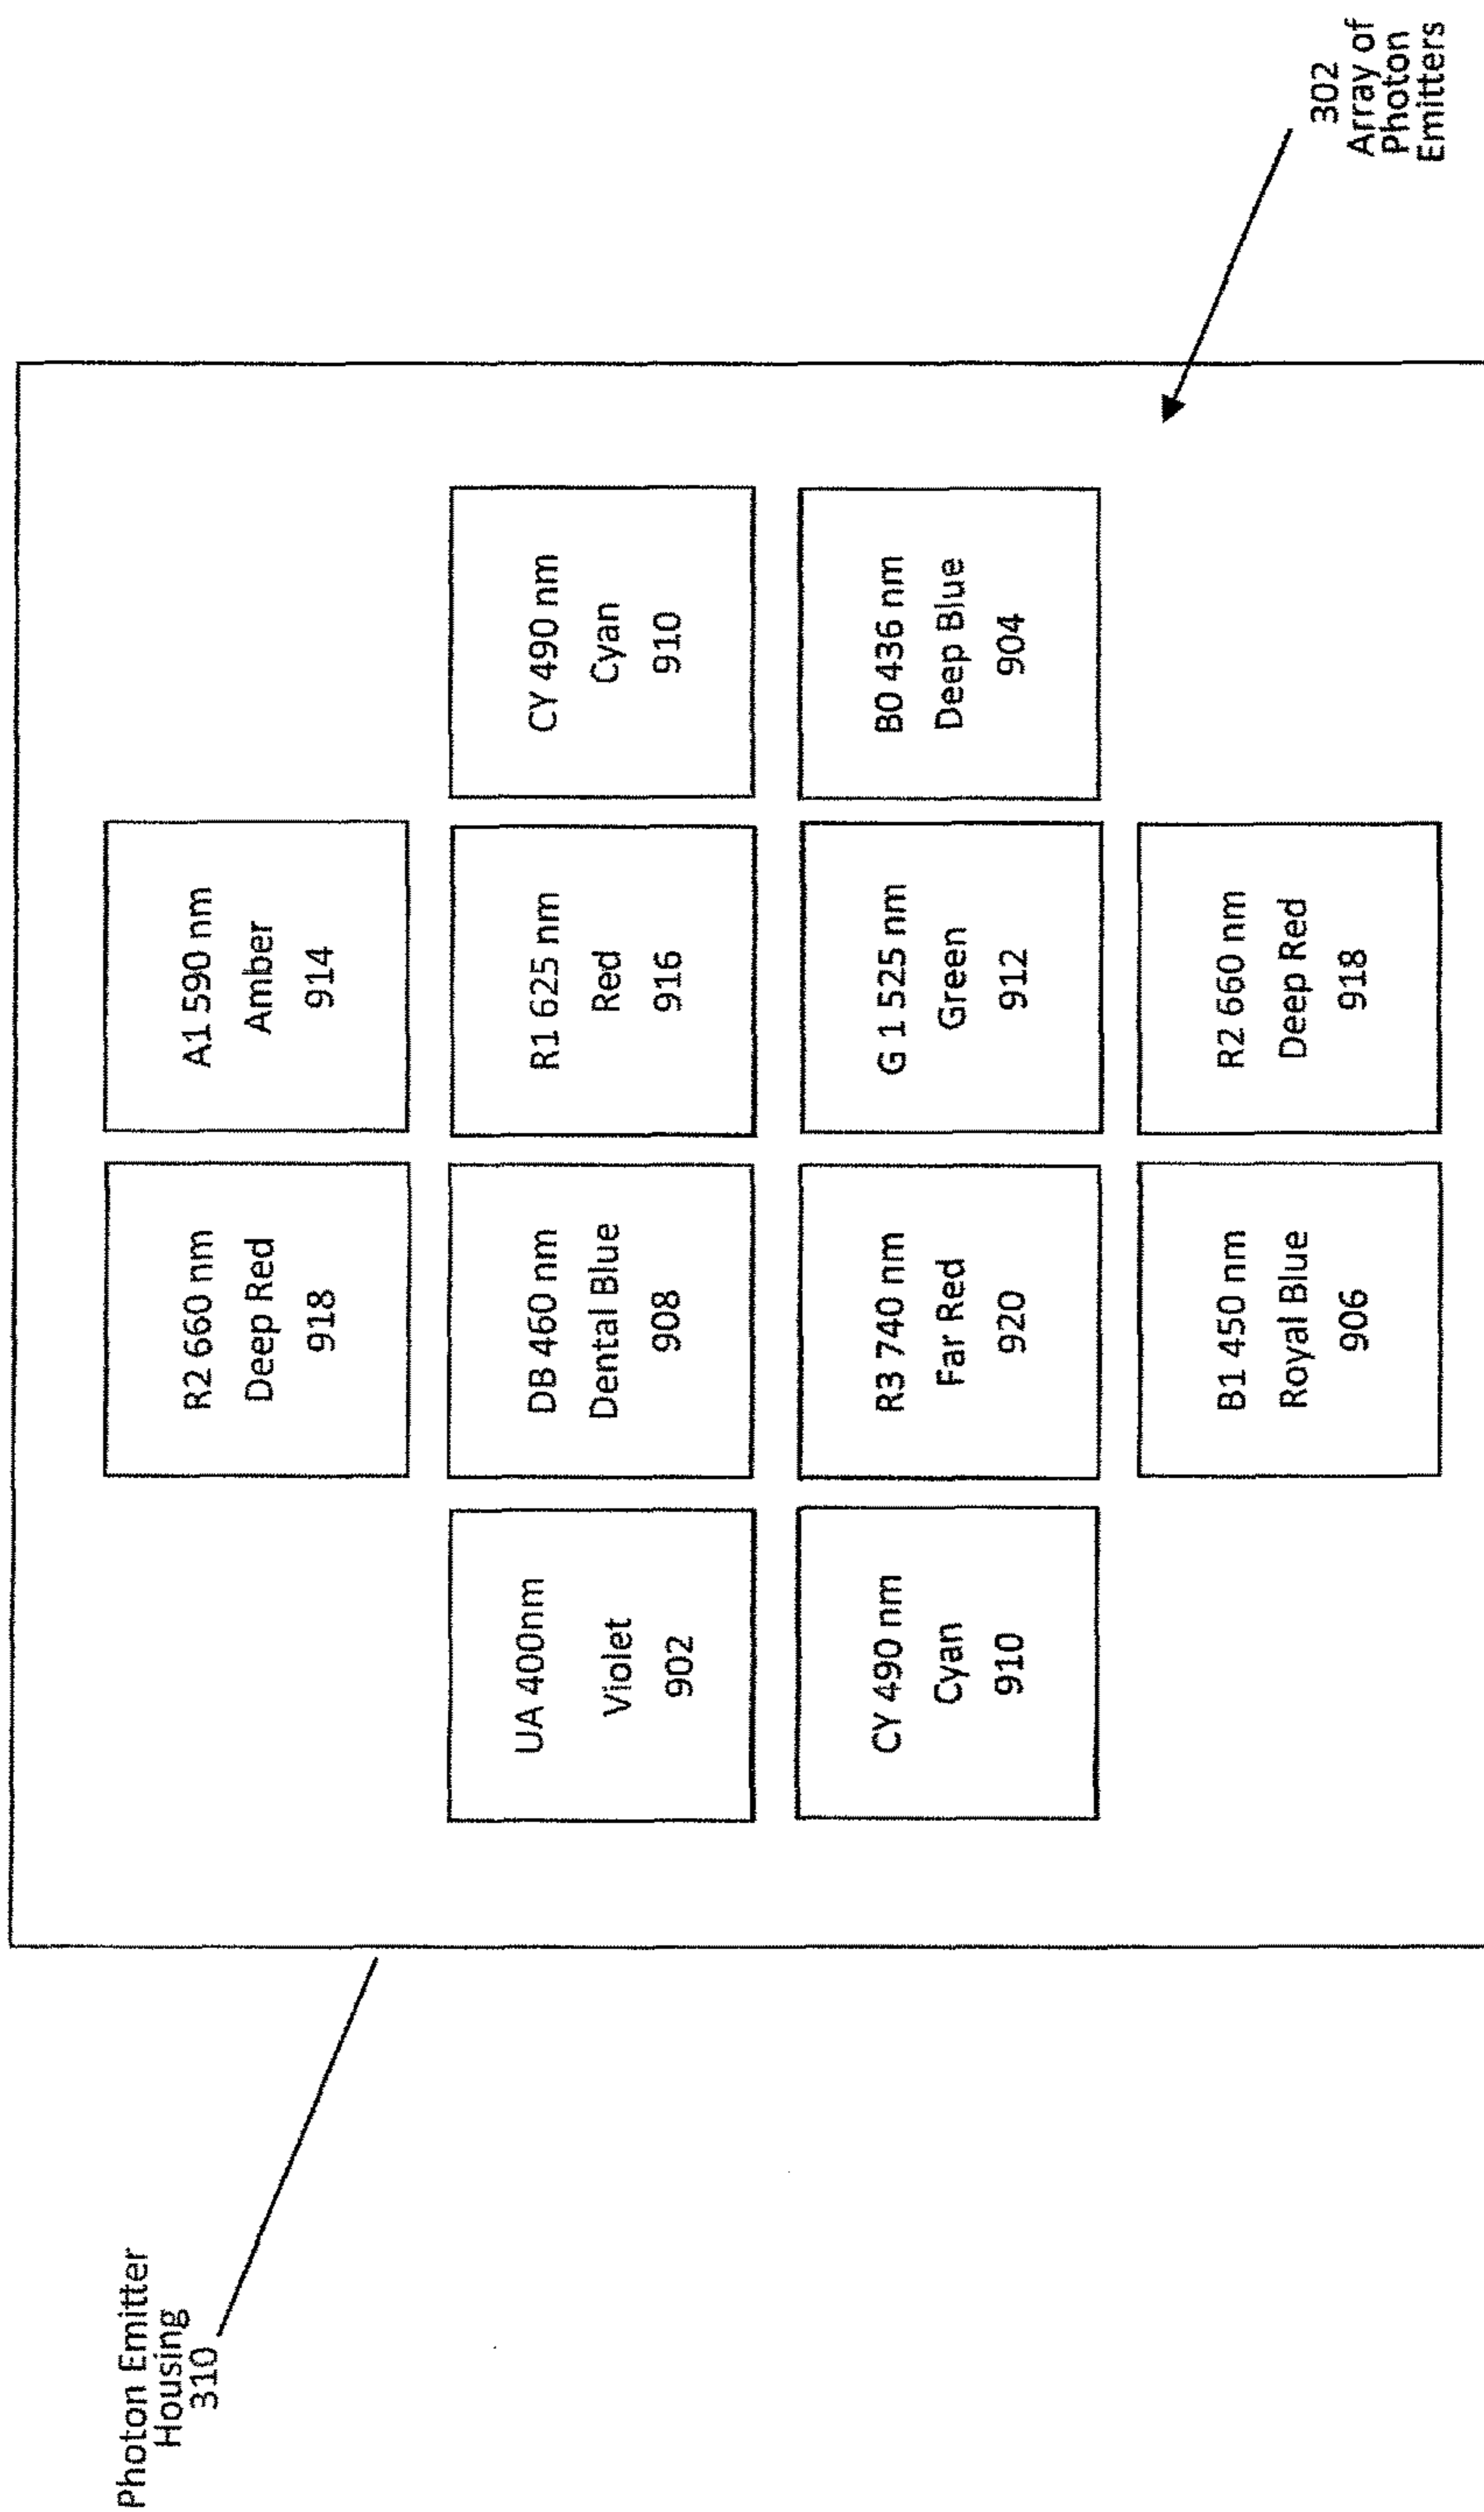 Photon Emitter
Housing
310
R2 660 nm
Deep Red
918
A1 590 nm
Amber
914
UA 400nm
Violet
902
DB 460 nm
Dental Blue
908
R1 625 nm
Red
916
CY 490 nm
Cyan
910
CY 490 nm
Cyan
910
R3 740 nm
Far Red
920
G 1 525 nm
Green
912
B0 436 nm
Deep Blue
904
B1 450 nm
Royal Blue
906
R2 660 nm
Deep Red
918
302
Array of
Photon
Emitters